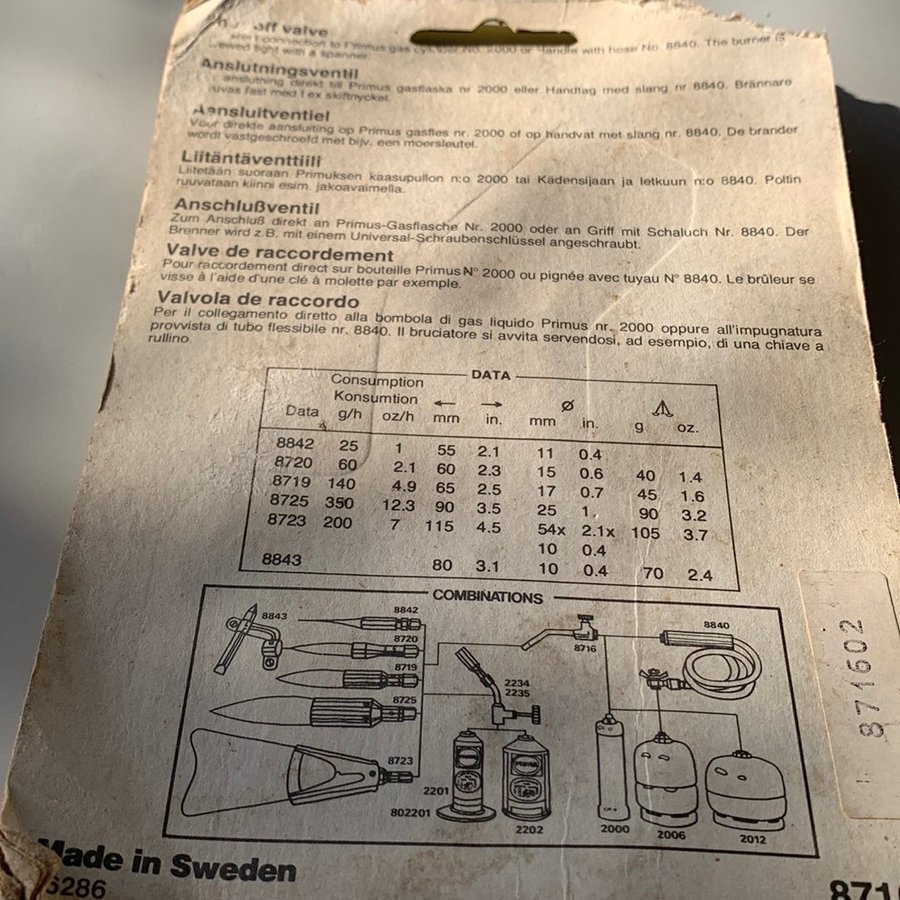 off valve
connection to Primus gas No. 2000 or Handle with hose No. 8840. The burner is
tight with a spanner.
Anslutningsventil
anslutning direkt till Primus gasflaska nr 2000 eller Handtag med slang nr 8840. Brännare
fast med t ex skiftnyckel.
Aansluitventiel
Voor direkte aansluiting op Primus gasfles nr. 2000 of op handvat met slang nr. 8840. De brander
wordt vastgeschroefd met bijv. een moersleutel.
Liitäntäventtiili
Liitetään suoraan Primuksen kaasupullon n:o 2000 tai Kädensijaan ja letkuun n:o 8840. Poltin
ruuvataan kiinni esim. jakoavaimella.
Anschlußventil
Zum Anschluß direkt an Primus-Gasflasche Nr. 2000 oder an Griff mit Schaluch Nr. 8840. Der
Brenner wird z.B. mit einem Universal-Schraubenschlüssel angeschraubt.
Valve de raccordement
Pour raccordement direct sur bouteille Primus N° 2000 ou pignée avec tuyau N° 8840. Le brûleur se
visse à l'aide d'une clé à molette par exemple.
Valvola de raccordo
Per il collegamento diretto alla bombola di gas liquido Primus nr. 2000 oppure all'impugnatura
provvista di tubo flessibile nr. 8840. Il bruciatore si avvita servendosi, ad esempio, di una chiave a
rullino
DATA
Consumption
Konsumtion ← → ø
Data g/h oz/h mm in. mm in. g oz.
8842 25 1 55 2.1 11 0.4
8720 60 2.1 60 2.3 15 0.6 40 1.4
8719 140 4.9 65 2.5 17 0.7 45 1.6
8725 350 12.3 90 3.5 25 1. 90 3.2
8723 200 7 115 4.5 54x 2.1x 105 3.7
10 0.4
8843 80 3.1 10 0.4 70 2.4
COMBINATIONS
8843
8842
8720
8719
8725
8723
2234
2235
8716
8840
2201
802201
2202
2000
2006
2012
871602
Made in Sweden
6286
871